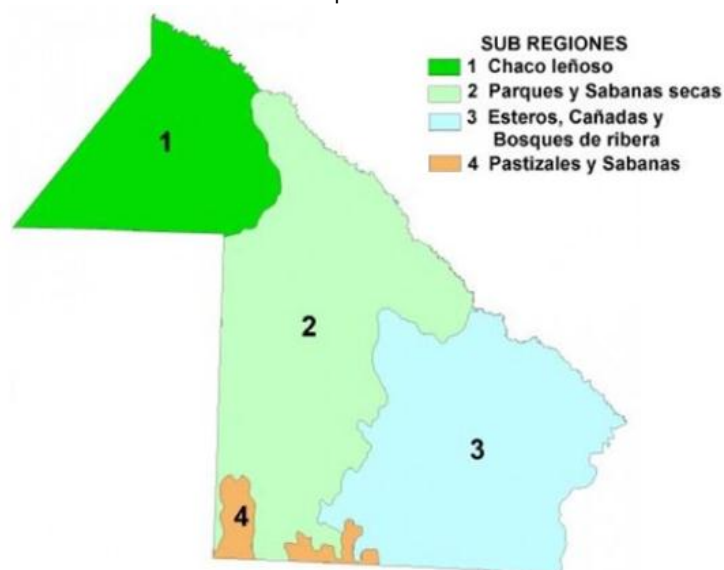 SUB REGIONES
1 Chaco leñoso
2 Parques y Sabanas secas
3 Esteros, Cañadas y
Bosques de ribera
4 Pastizales y Sabanas
1
2
3
4